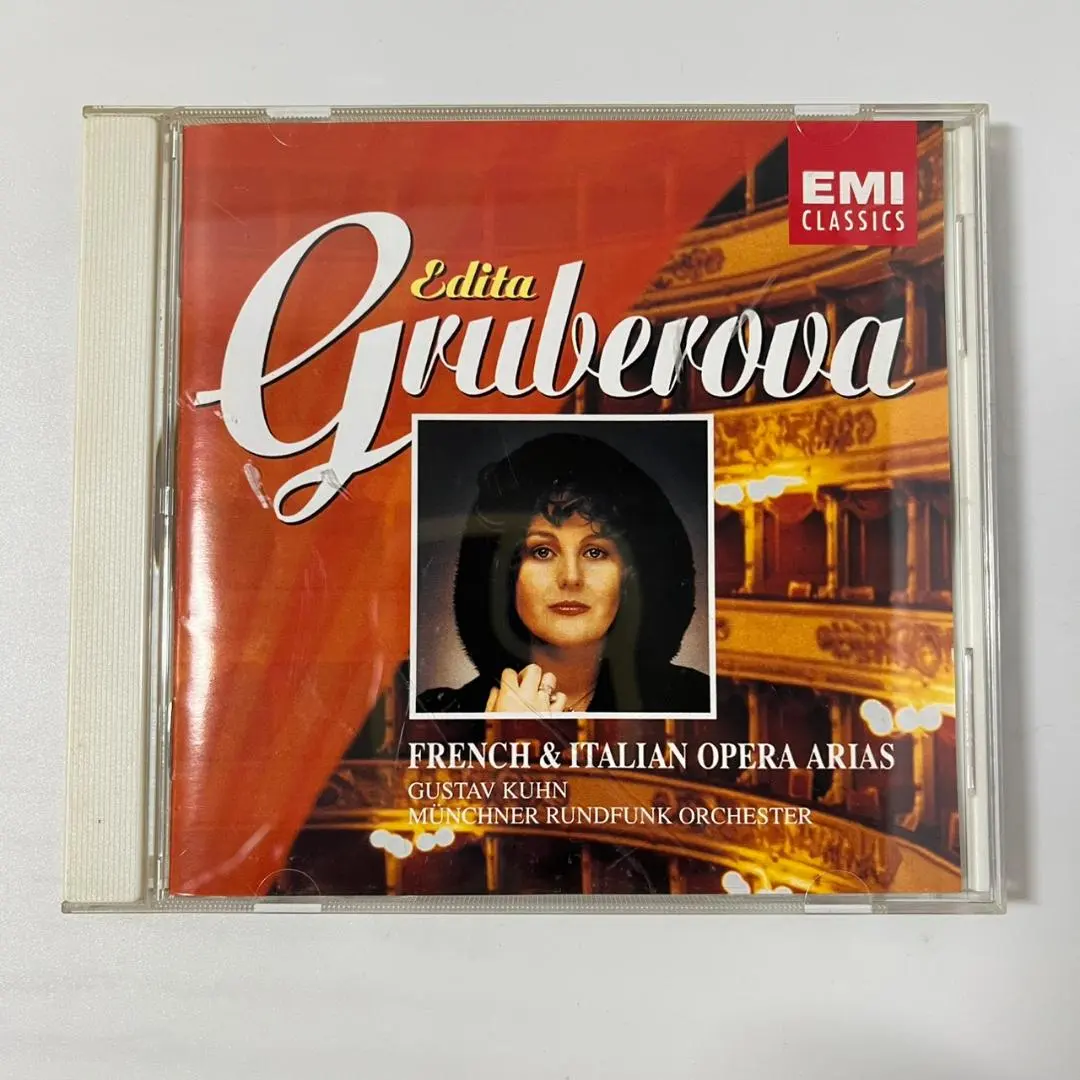 EMI
CLASSICS
Edita
Gruberova
FRENCH & ITALIAN OPERA ARIAS
GUSTAV KUHN
MÜNCHNER RUNDFUNK ORCHESTER